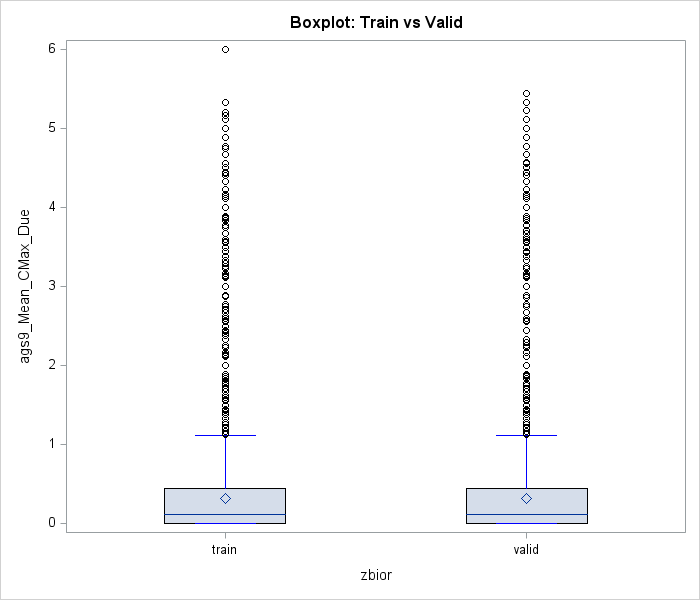 Boxplot: Train vs Valid
6
5
4
3
2
1
0
ags9_Mean_CMax_Due
train
valid
zbior